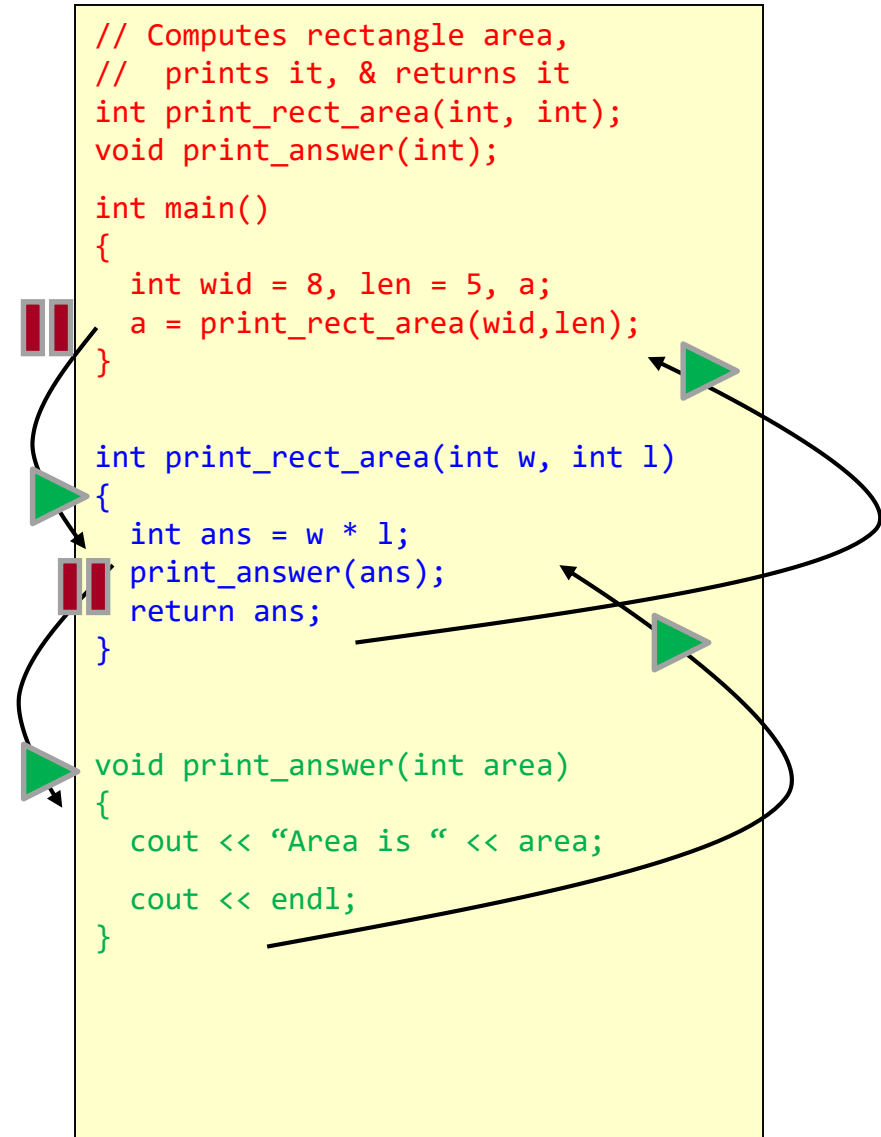 // Computes rectangle area,
//  prints it, & returns it
int print_rect_area(int, int);
void print_answer(int);
int main()
{
  int wid = 8, len = 5, a;
  a = print_rect_area(wid,len);
}
int print_rect_area(int w, int l)
{
  int ans = w * l;
  print_answer(ans);
  return ans;
}
void print_answer(int area)
{
  cout << “Area is “ << area;
  cout << endl;
}